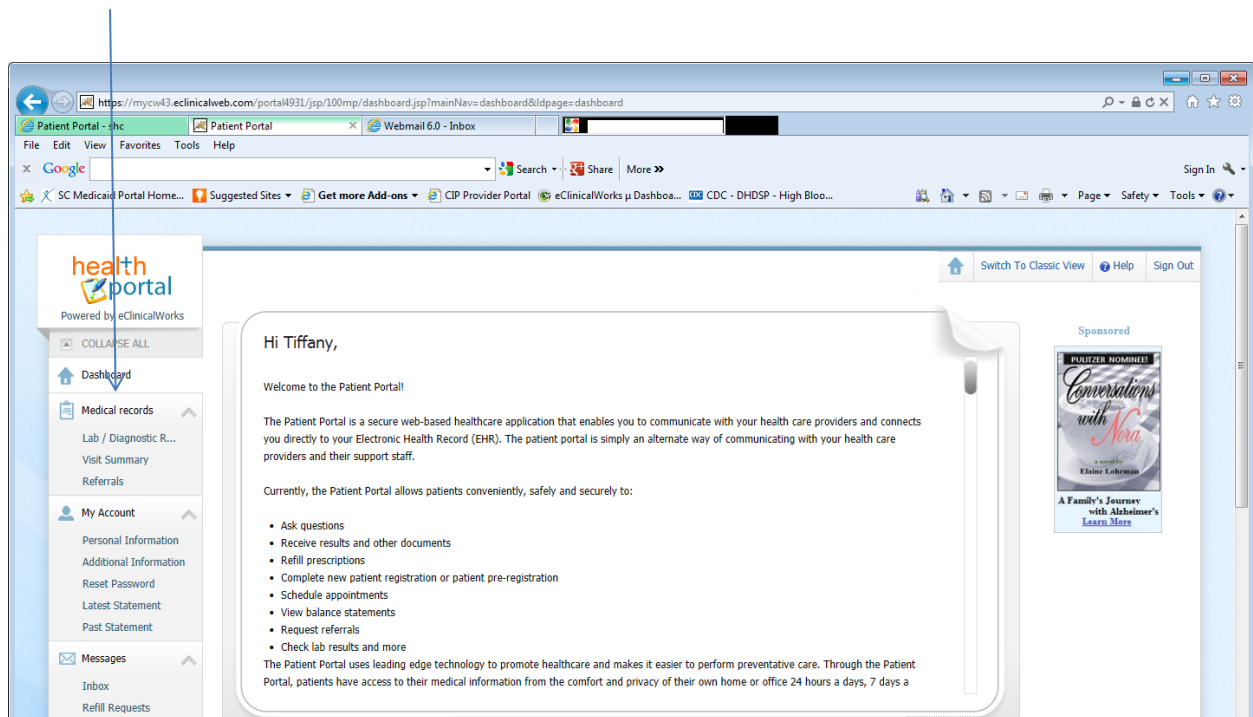 https://mycw43.eclinicalweb.com/portal4931/jsp/100mp/dashboard.jsp?mainNav=dashboard&ldpage=dashboard
Patient Portal - shc
Patient Portal
Webmail 6.0 - Inbox
File Edit View Favorites Tools Help
x Google Search Share More >> Sign In
SC Medicaid Portal Home... Suggested Sites Get more Add-ons CIP Provider Portal eClinicalWorks µ Dashboa... CDC - DHDSP - High Bloo... Page Safety Tools
health
portal
Powered by eClinicalWorks
Switch To Classic View Help Sign Out
COLLAPSE ALL
Dashboard
Medical records
Lab / Diagnostic R...
Visit Summary
Referrals
My Account
Personal Information
Additional Information
Reset Password
Latest Statement
Past Statement
Messages
Inbox
Refill Requests
Hi Tiffany,
Welcome to the Patient Portal!
The Patient Portal is a secure web-based healthcare application that enables you to communicate with your health care providers and connects
you directly to your Electronic Health Record (EHR). The patient portal is simply an alternate way of communicating with your health care
providers and their support staff.
Currently, the Patient Portal allows patients conveniently, safely and securely to:
• Ask questions
• Receive results and other documents
• Refill prescriptions
• Complete new patient registration or patient pre-registration
• Schedule appointments
• View balance statements
• Request referrals
• Check lab results and more
The Patient Portal uses leading edge technology to promote healthcare and makes it easier to perform preventative care. Through the Patient
Portal, patients have access to their medical information from the comfort and privacy of their own home or office 24 hours a days, 7 days a
Sponsored
PULITZER NOMINEE!
Conversations
with
Nora
a novel by
Elaine Lohrman
A Family's Journey
with Alzheimer's
Learn More